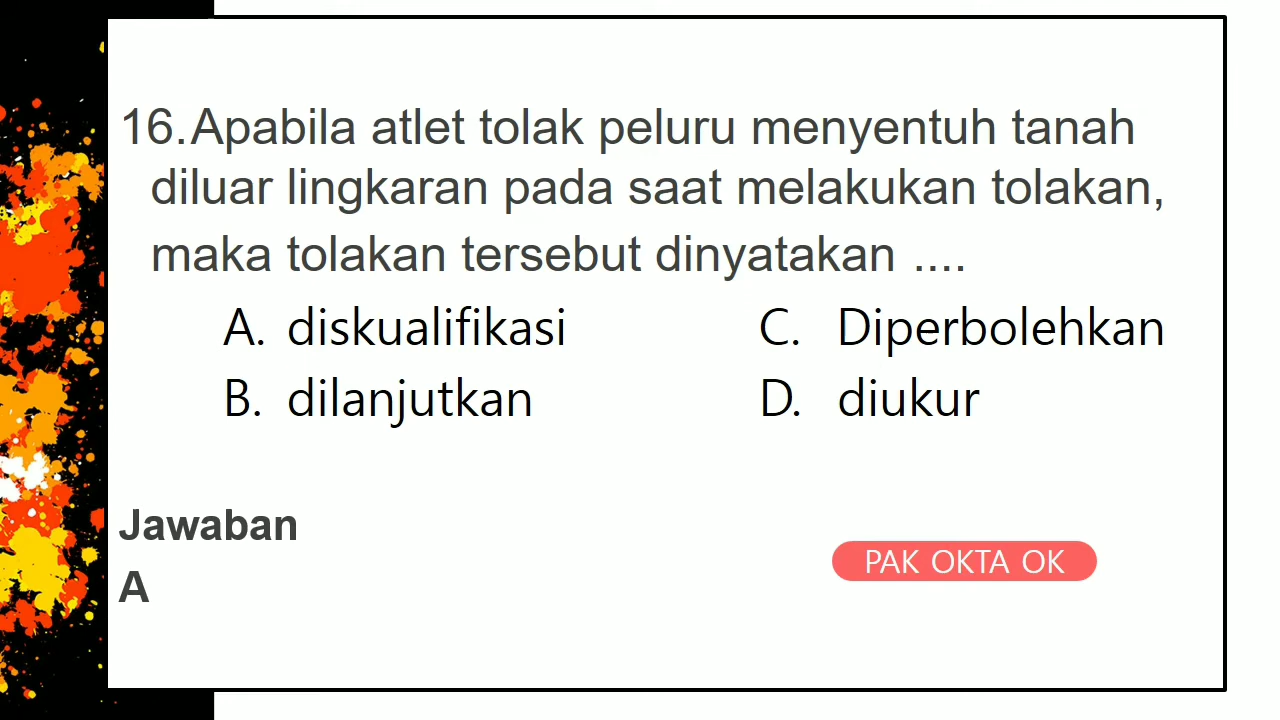 16.Apabila atlet tolak peluru menyentuh tanah
diluar lingkaran pada saat melakukan tolakan,
maka tolakan tersebut dinyatakan ....
A. diskualifikasi
B. dilanjutkan
C. Diperbolehkan
D. diukur
Jawaban
A
PAK OKTA OK